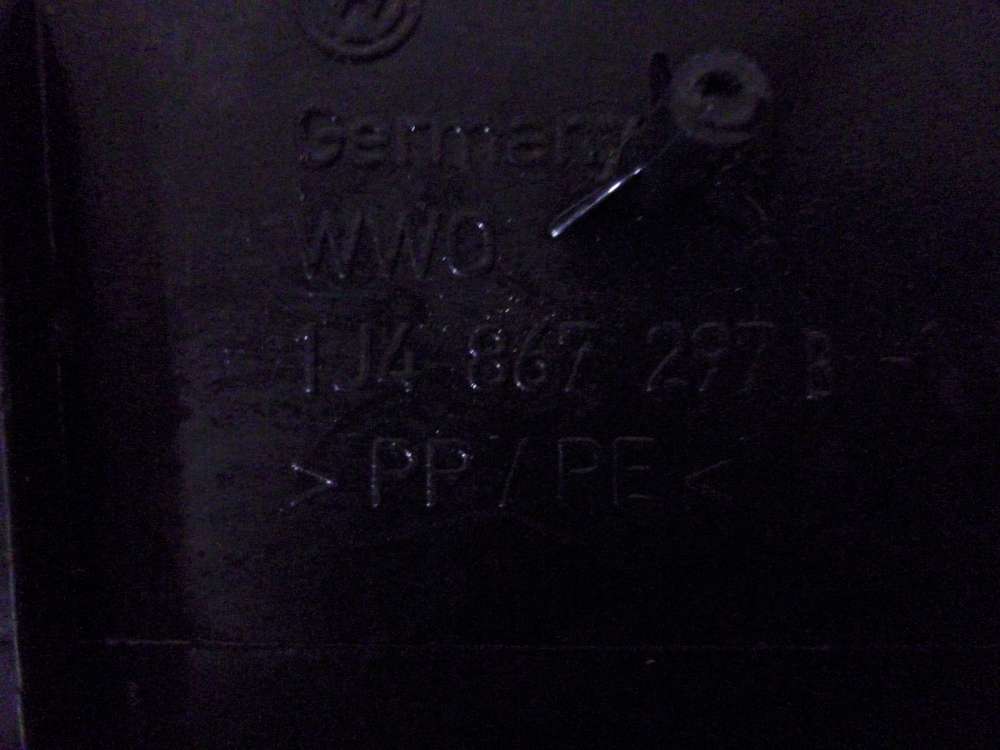 Germany
WWO
1J4 867 297 B
>PP/PE<